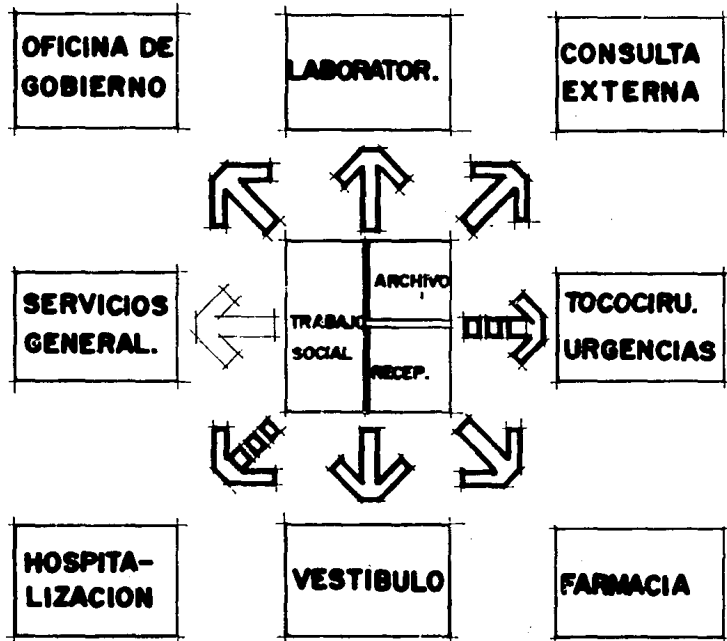 OFICINA DE
GOBIERNO
LABORATOR.
CONSULTA
EXTERNA
SERVICIOS
GENERAL.
TRABAJO
SOCIAL
ARCHIVO
RECEP.
TOCOCIRU.
URGENCIAS
HOSPITA-
LIZACION
VESTIBULO
FARMACIA